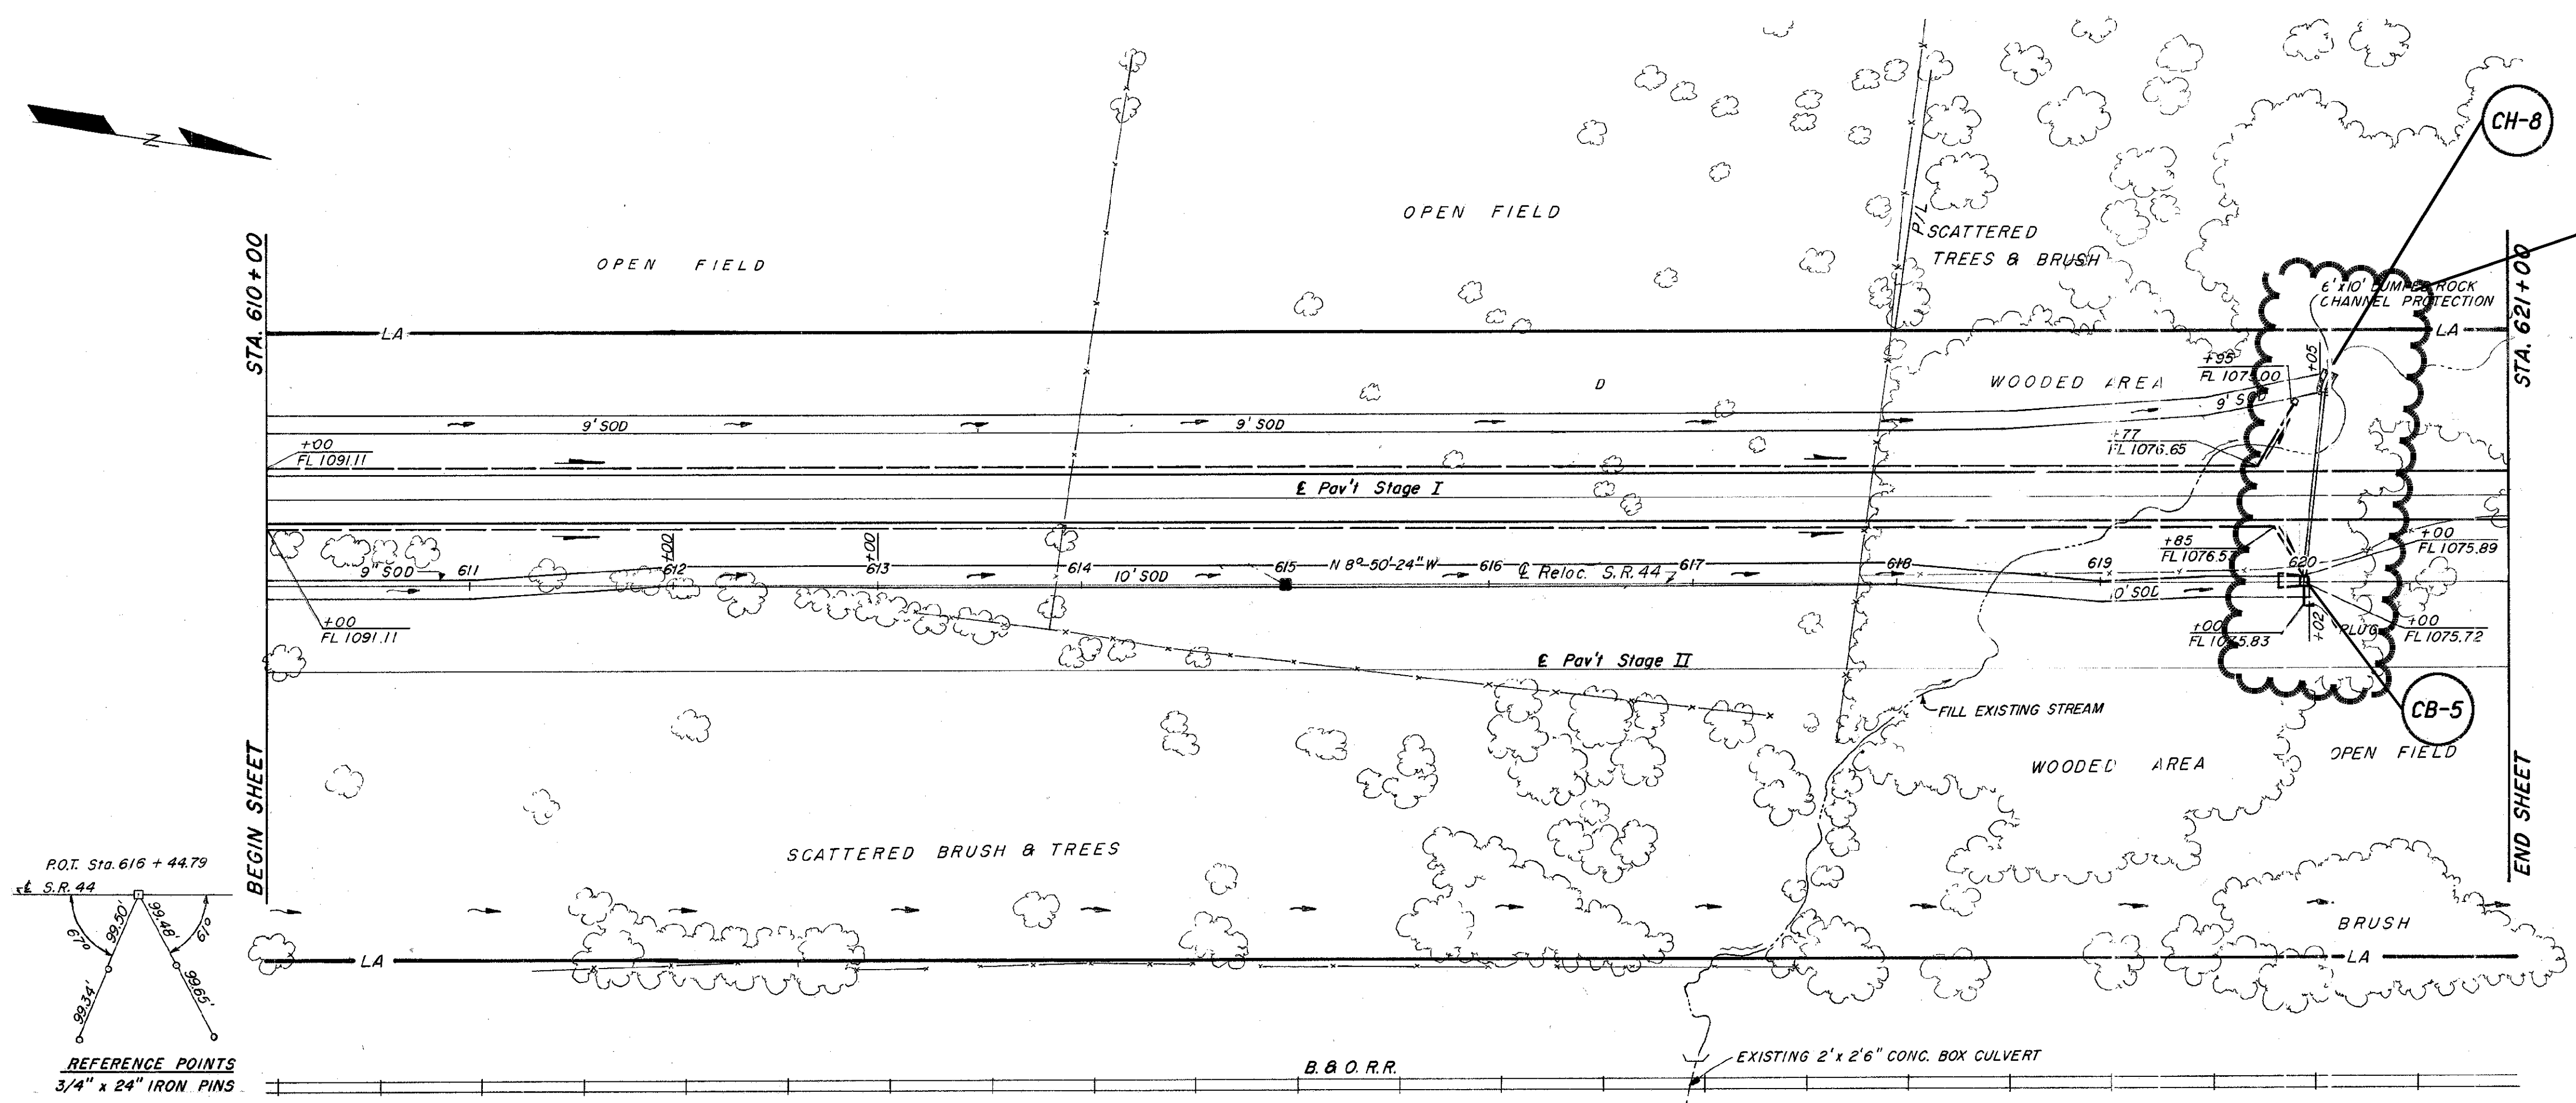 CH-8
N
OPEN FIELD
OPEN FIELD
P/L
SCATTERED
TREES & BRUSH
STA. 610+00
STA. 621+00
6'x10' DUMPED ROCK
CHANNEL PROTECTION
LA
LA
+05
+95
FL 1075.00
D
WOODED AREA
9' SOD
9' SOD
9' SOD
+00
FL 1091.11
+77
FL 1076.65
℄ Pav't Stage I
+00
+00
+85
FL 1076.5
+00
FL 1075.89
9" SOD
611
612
613
614
10' SOD
615
N 8°-50'-24" W
616
℄ Reloc. S.R. 44
617
618
619
620
0' SOD
+00
FL 1091.11
+00
FL 1075.83
+02
PLUG
+00
FL 1075.72
℄ Pav't Stage II
FILL EXISTING STREAM
CB-5
WOODED AREA
OPEN FIELD
BEGIN SHEET
END SHEET
SCATTERED BRUSH & TREES
P.O.T. Sta. 616 + 44.79
℄ S.R. 44
67°
99.50'
99.48'
61°
99.34'
99.65'
BRUSH
LA
LA
REFERENCE POINTS
3/4" x 24" IRON PINS
B. & O. R.R.
EXISTING 2' x 2'6" CONC. BOX CULVERT